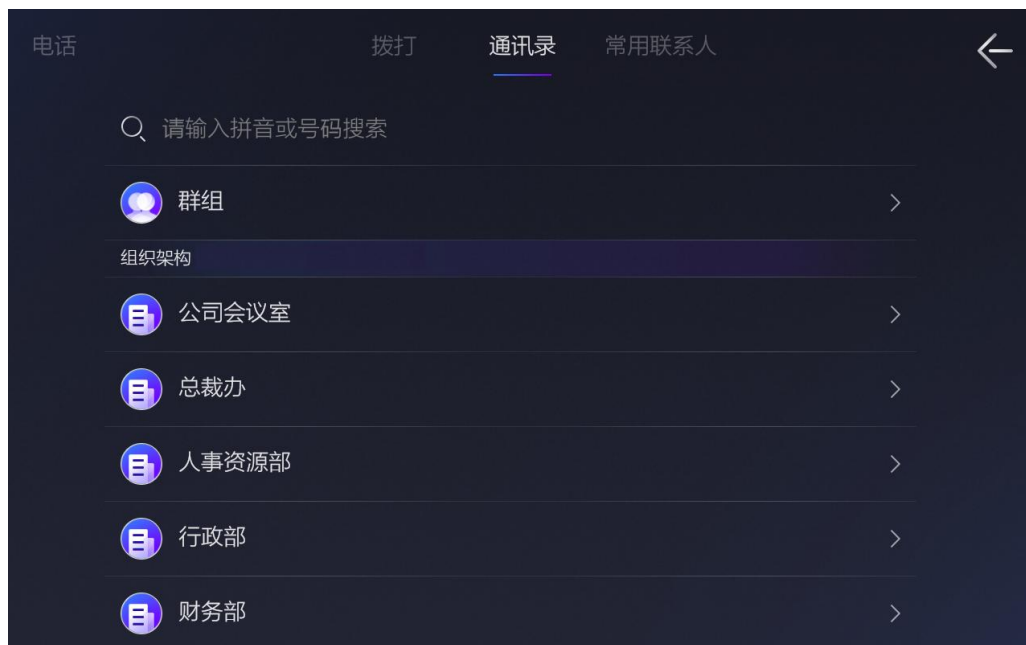 电话 拨打 通讯录 常用联系人
请输入拼音或号码搜索
群组
组织架构
公司会议室
总裁办
人事资源部
行政部
财务部